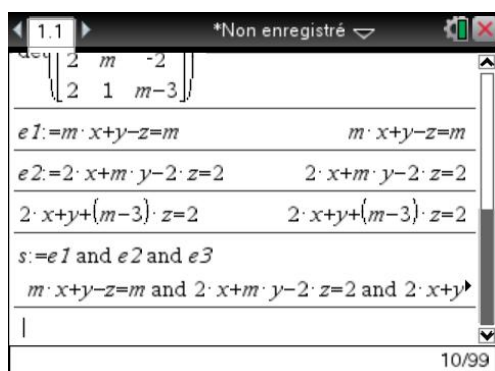 1.1 *Non enregistré
det([2 m -2
2 1 m-3])
e1:=m·x+y-z=m m·x+y-z=m
e2:=2·x+m·y-2·z=2 2·x+m·y-2·z=2
2·x+y+(m-3)·z=2 2·x+y+(m-3)·z=2
s:=e1 and e2 and e3
m·x+y-z=m and 2·x+m·y-2·z=2 and 2·x+y
10/99